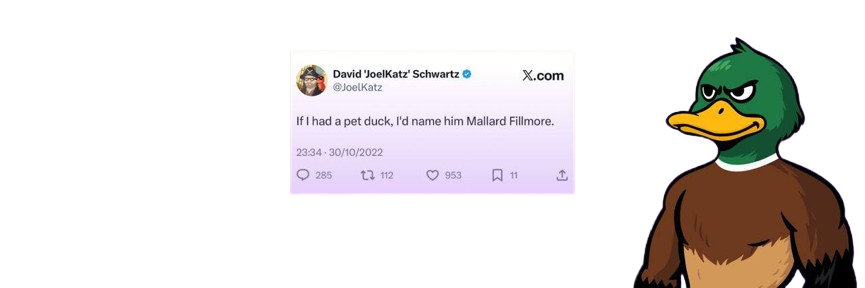 David 'JoelKatz' Schwartz
𝕏.com
@JoelKatz
If I had a pet duck, I'd name him Mallard Fillmore.
23:34 · 30/10/2022
285 112 953 11